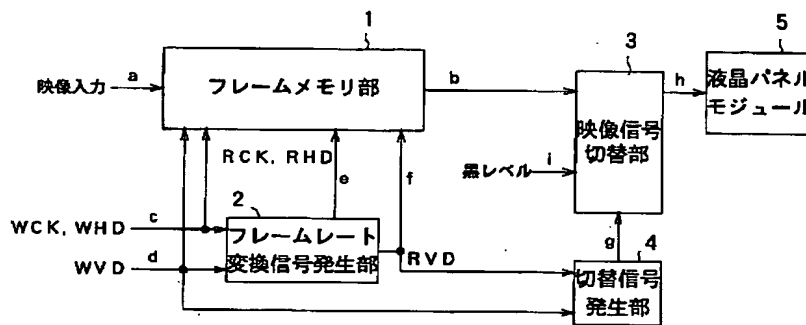 1
3
5
映像入力
a
フレームメモリ部
b
h
液晶パネル
モジュール
映像信号
切替部
黒レベル
i
RCK, RHD
e
f
2
WCK, WHD
c
フレームレート
変換信号発生部
RVD
g
4
WVD
d
切替信号
発生部